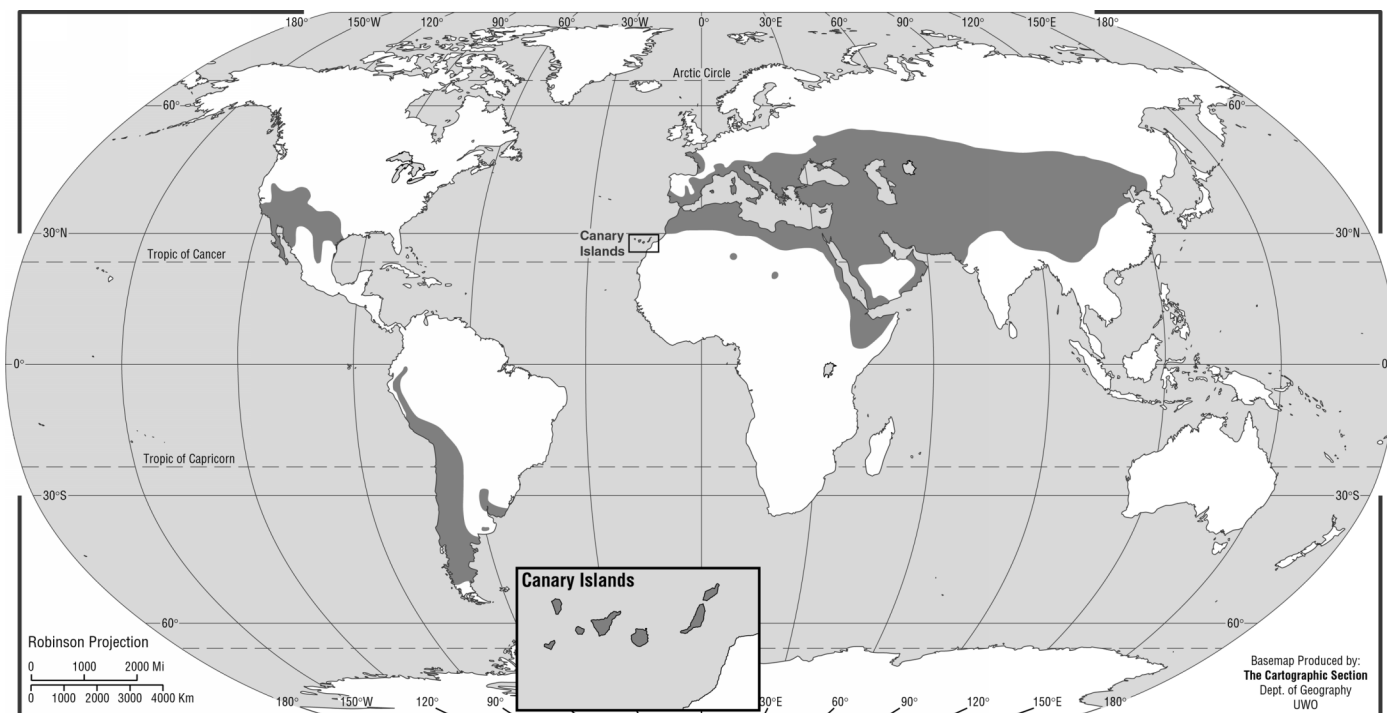 180° 150°W 120° 90° 60° 30°W 0° 30°E 60° 90° 120° 150°E 180°
Arctic Circle
60° 60°
30°N 30°N
Canary
Islands
Tropic of Cancer
0° 0
Tropic of Capricorn
30°S 30°S
Canary Islands
60° 60°
Robinson Projection
0 1000 2000 Mi
0 1000 2000 3000 4000 Km
Basemap Produced by:
The Cartographic Section
Dept. of Geography
UWO
180° 150° 120° 90° 30°E 60° 90° 120° 150° 180°